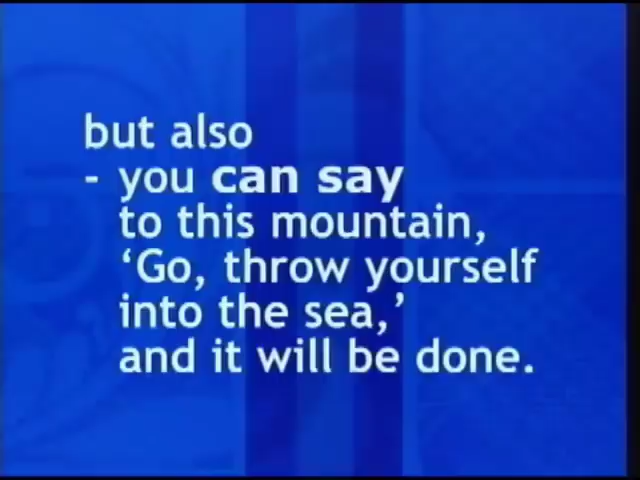 but also
- you can say
to this mountain,
‘Go, throw yourself
into the sea,’
and it will be done.